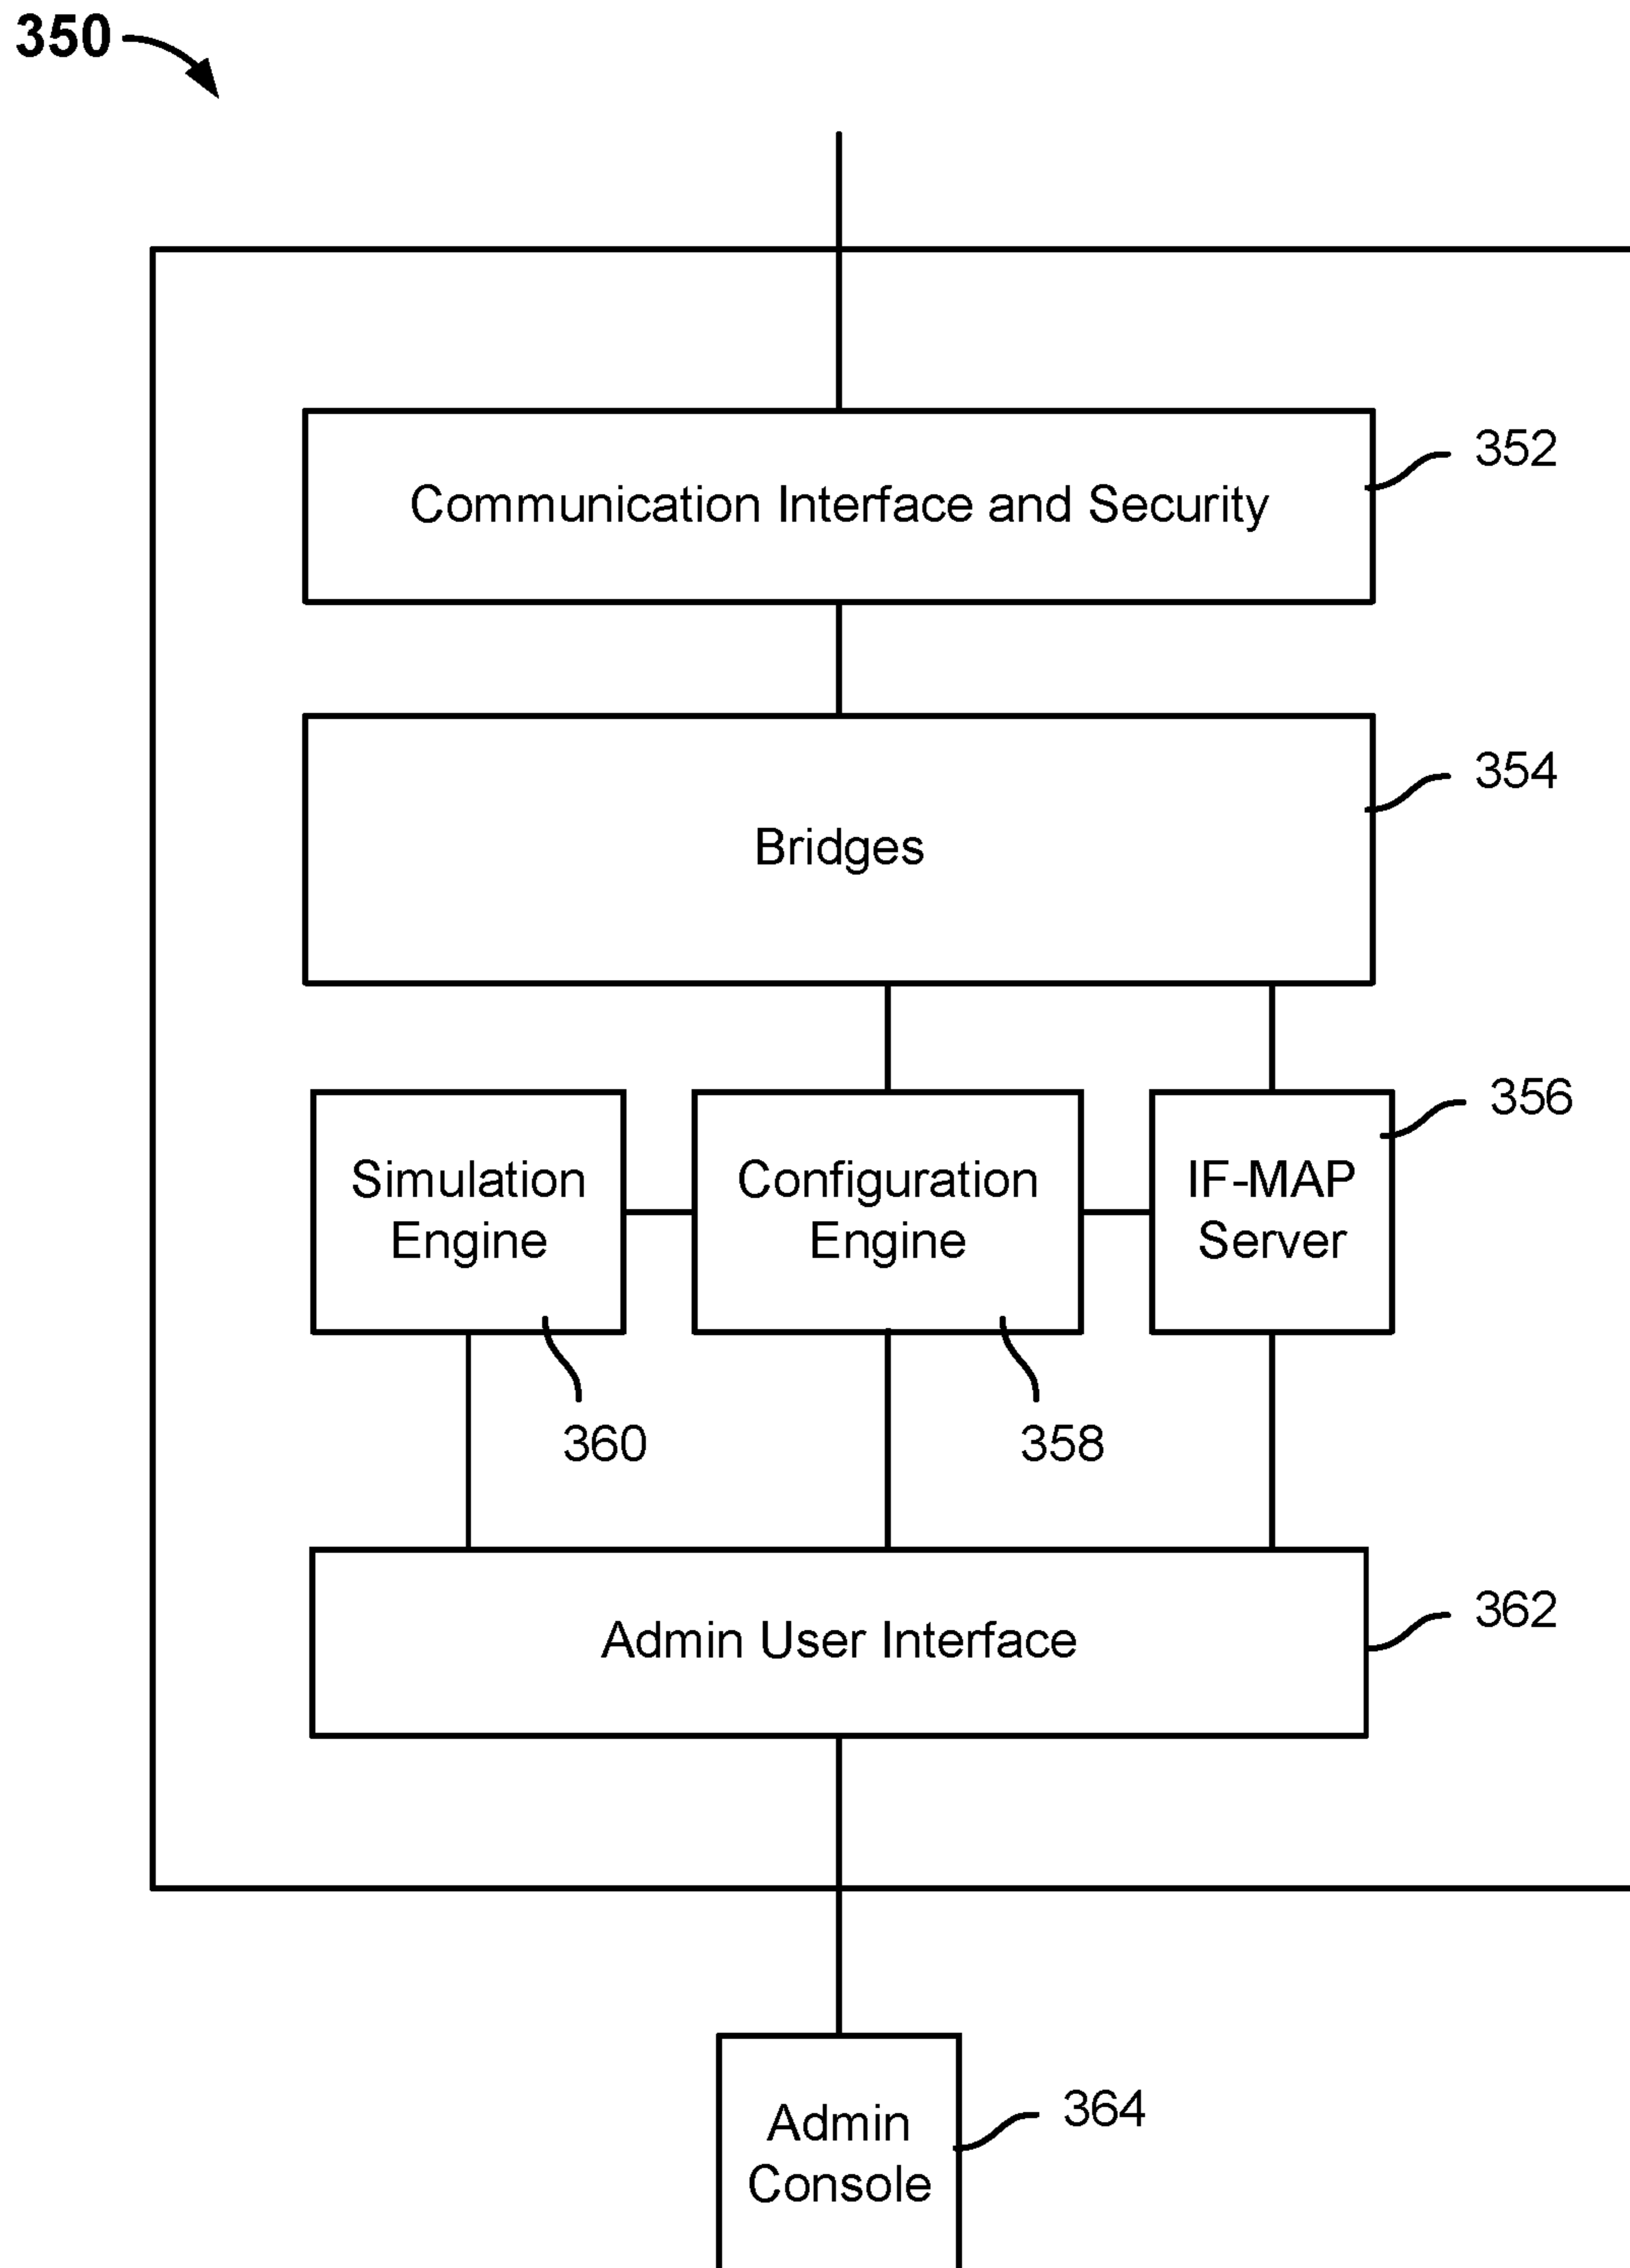 350
Communication Interface and Security
352
Bridges
354
Simulation
Engine
Configuration
Engine
IF-MAP
Server
356
360
358
Admin User Interface
362
Admin
Console
364